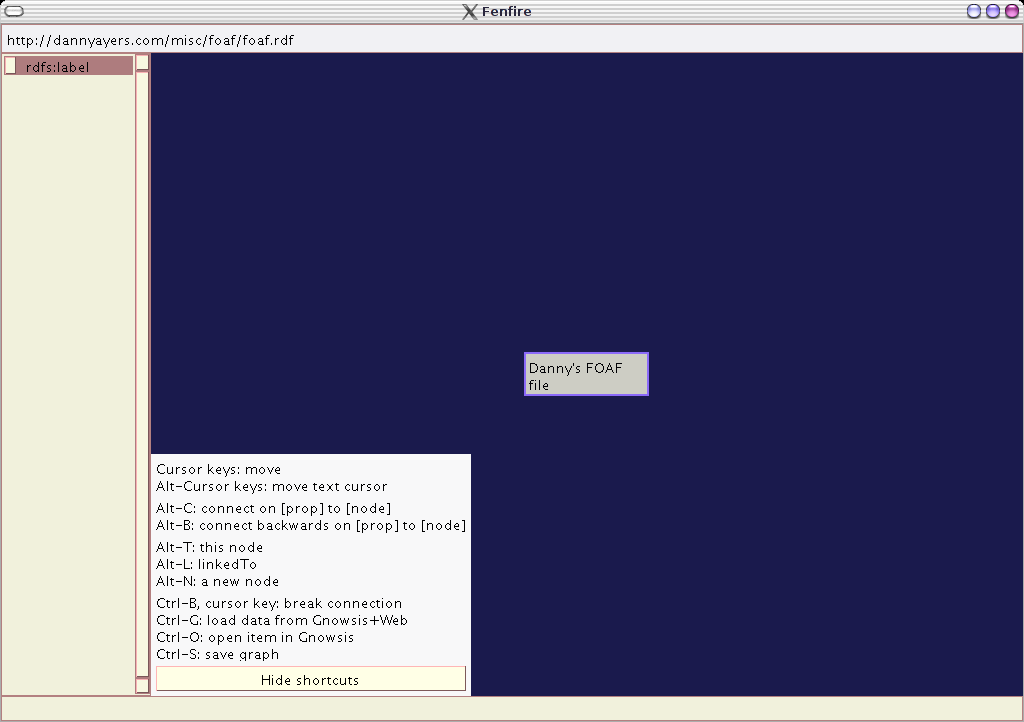 Fenfire
http://dannyayers.com/misc/foaf/foaf.rdf
rdfs:label
Danny's FOAF
file
Cursor keys: move
Alt-Cursor keys: move text cursor
Alt-C: connect on [prop] to [node]
Alt-B: connect backwards on [prop] to [node]
Alt-T: this node
Alt-L: linkedTo
Alt-N: a new node
Ctrl-B, cursor key: break connection
Ctrl-G: load data from Gnowsis+Web
Ctrl-O: open item in Gnowsis
Ctrl-S: save graph
Hide shortcuts